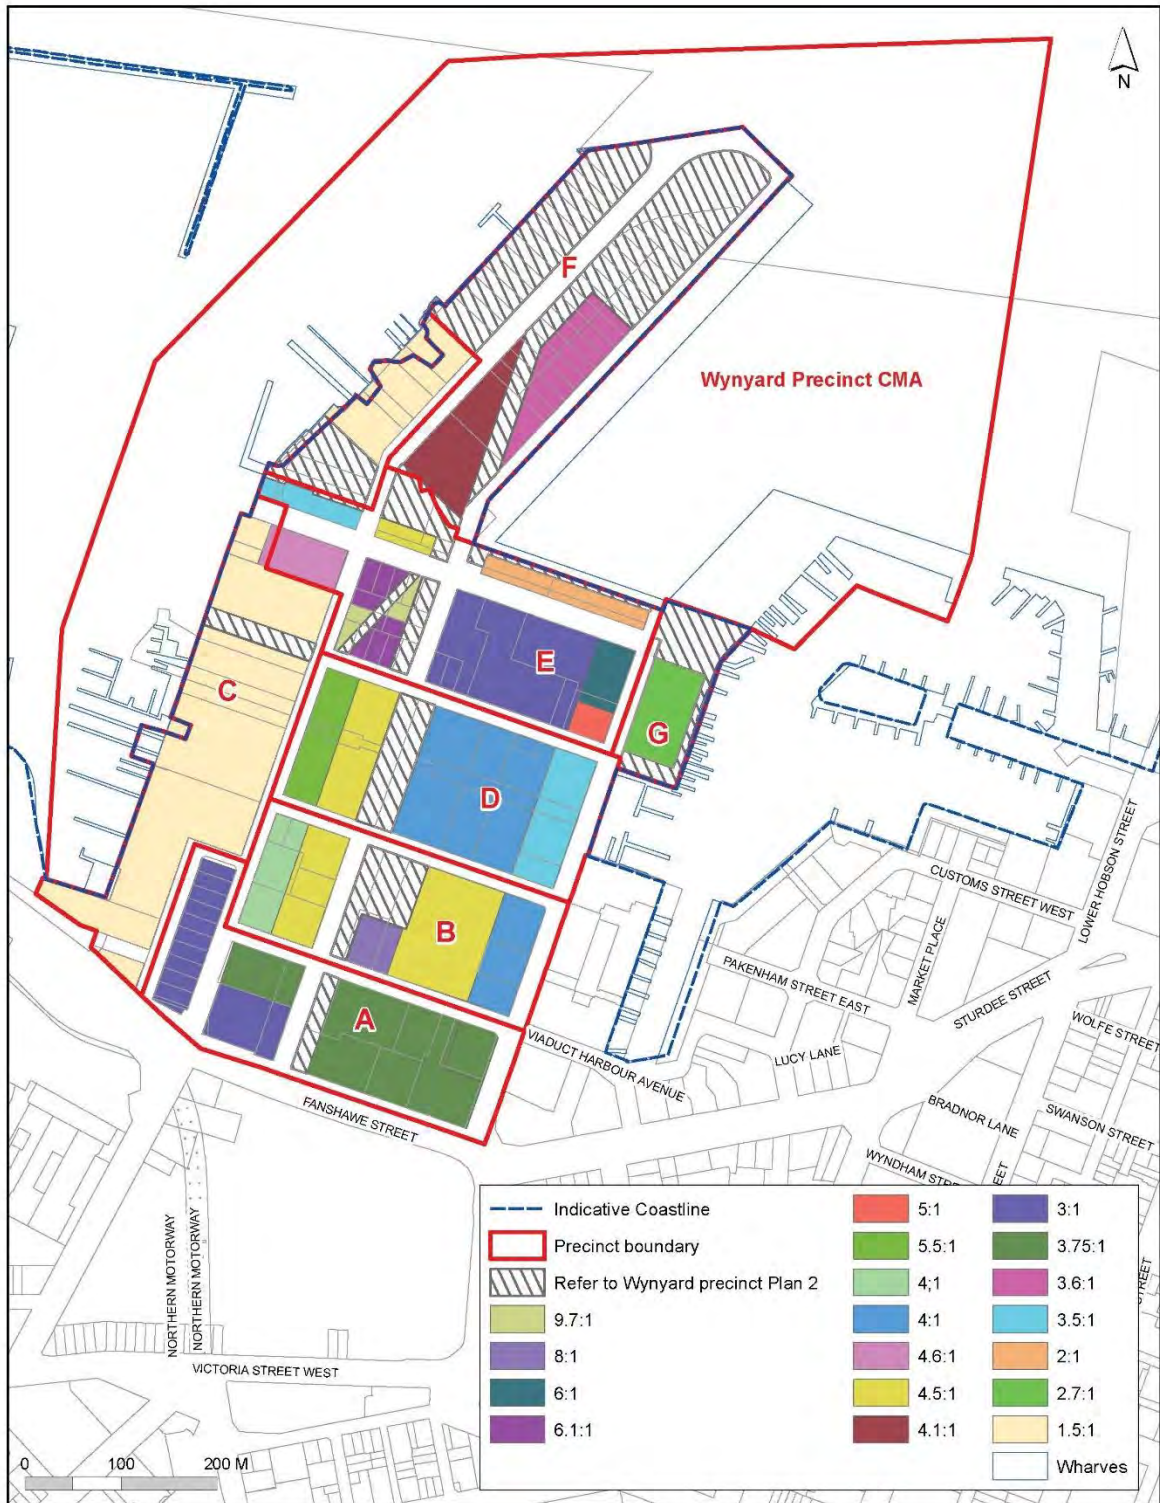 N
F
Wynyard Precinct CMA
E
C
G
D
B
A
LOWER HOBSON STREET
CUSTOMS STREET WEST
MARKET PLACE
PAKENHAM STREET EAST
STURDEE STREET
WOLFE STREET
VIADUCT HARBOUR AVENUE
LUCY LANE
FANSHAWE STREET
BRADNOR LANE
SWANSON STREET
WYNDHAM
STREET
NORTHERN MOTORWAY
NORTHERN MOTORWAY
VICTORIA STREET WEST
Indicative Coastline
Precinct boundary
Refer to Wynyard precinct Plan 2
9.7:1
8:1
6:1
6.1:1
5:1
5.5:1
4;1
4:1
4.6:1
4.5:1
4.1:1
3:1
3.75:1
3.6:1
3.5:1
2:1
2.7:1
1.5:1
Wharves
0 100 200 M